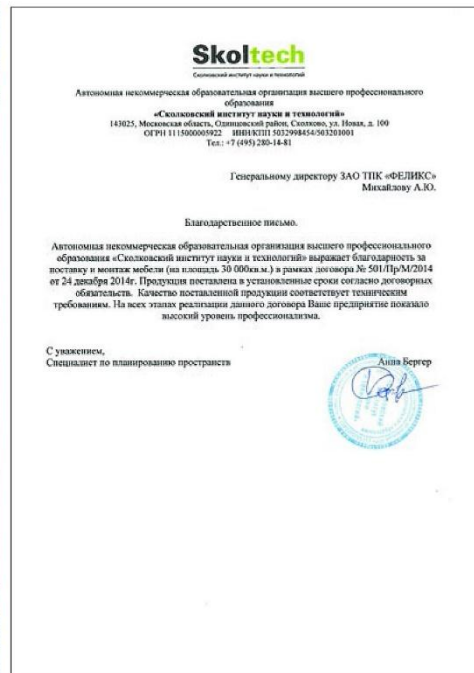 Skoltech
Сколковский институт науки и технологий
Автономная некоммерческая образовательная организация высшего профессионального
образования
«Сколковский институт науки и технологий»
143025, Московская область, Одинцовский район, Сколково, ул. Новая, д. 100
ОГРН 1115000005922 ИНН/КПП 5032998454/503201001
Тел.: +7 (495) 280-14-81
Генеральному директору ЗАО ТПК «ФЕЛИКС»
Михайлову А.Ю.
Благодарственное письмо.
Автономная некоммерческая образовательная организация высшего профессионального
образования «Сколковский институт науки и технологий» выражает благодарность за
поставку и монтаж мебели (на площадь 30 000кв.м.) в рамках договора № 501/Пр/М/2014
от 24 декабря 2014г. Продукция поставлена в установленные сроки согласно договорных
обязательств. Качество поставленной продукции соответствует техническим
требованиям. На всех этапах реализации данного договора Ваше предприятие показало
высокий уровень профессионализма.
С уважением,
Специалист по планированию пространств Анна Бергер